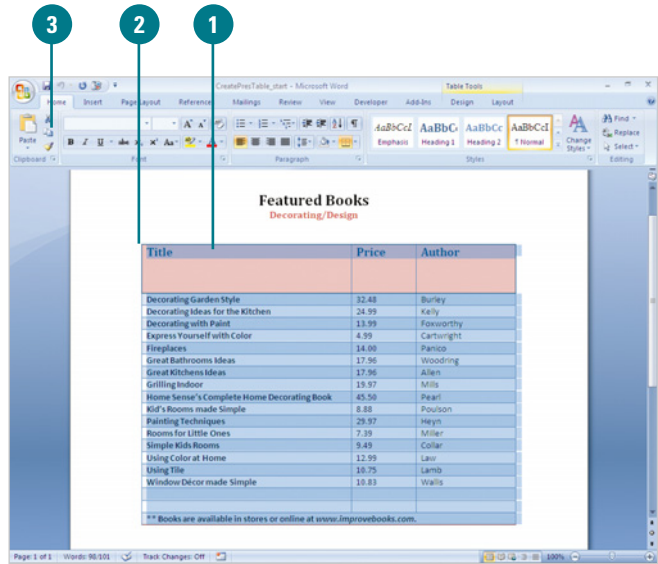 3 2 1
CreatePresTable_start - Microsoft Word Table Tools
Home Insert Page Layout References Mailings Review View Developer Add-Ins Design Layout
Paste
B I U abc x₂ x² Aa A
AaBbCcI AaBbC AaBbCc AaBbCcI
Emphasis Heading 1 Heading 2 ¶ Normal
Change Styles
Find
Replace
Select
Clipboard Font Paragraph Styles Editing
Featured Books
Decorating/Design
Title Price Author
Decorating Garden Style 32.48 Burley
Decorating Ideas for the Kitchen 24.99 Kelly
Decorating with Paint 13.99 Foxworthy
Express Yourself with Color 4.99 Cartwright
Fireplaces 14.00 Panico
Great Bathrooms Ideas 17.96 Woodring
Great Kitchens Ideas 17.96 Allen
Grilling Indoor 19.97 Mills
Home Sense's Complete Home Decorating Book 45.50 Pearl
Kid's Rooms made Simple 8.88 Poulson
Painting Techniques 29.97 Heyn
Rooms for Little Ones 7.39 Miller
Simple Kids Rooms 9.49 Collar
Using Color at Home 12.99 Law
Using Tile 10.75 Lamb
Window Décor made Simple 10.83 Wallis
** Books are available in stores or online at www.improvebooks.com.
Page: 1 of 1 Words: 98/101 Track Changes: Off 100%